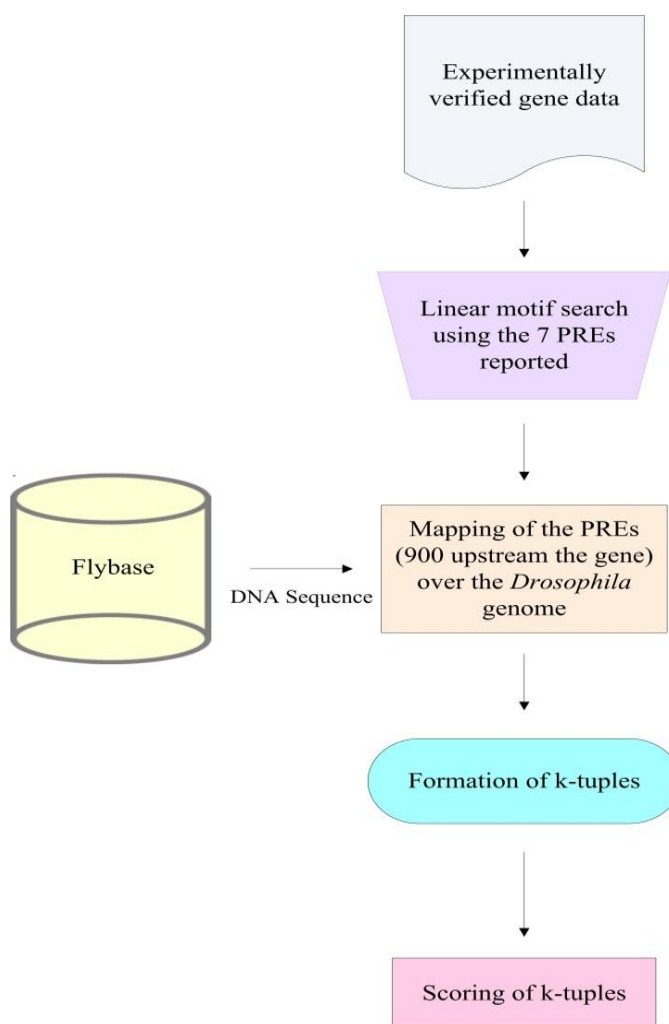 Experimentally
verified gene data
Linear motif search
using the 7 PREs
reported
Mapping of the PREs
(900 upstream the gene)
over the Drosophila
genome
Flybase
DNA Sequence
Formation of k-tuples
Scoring of k-tuples